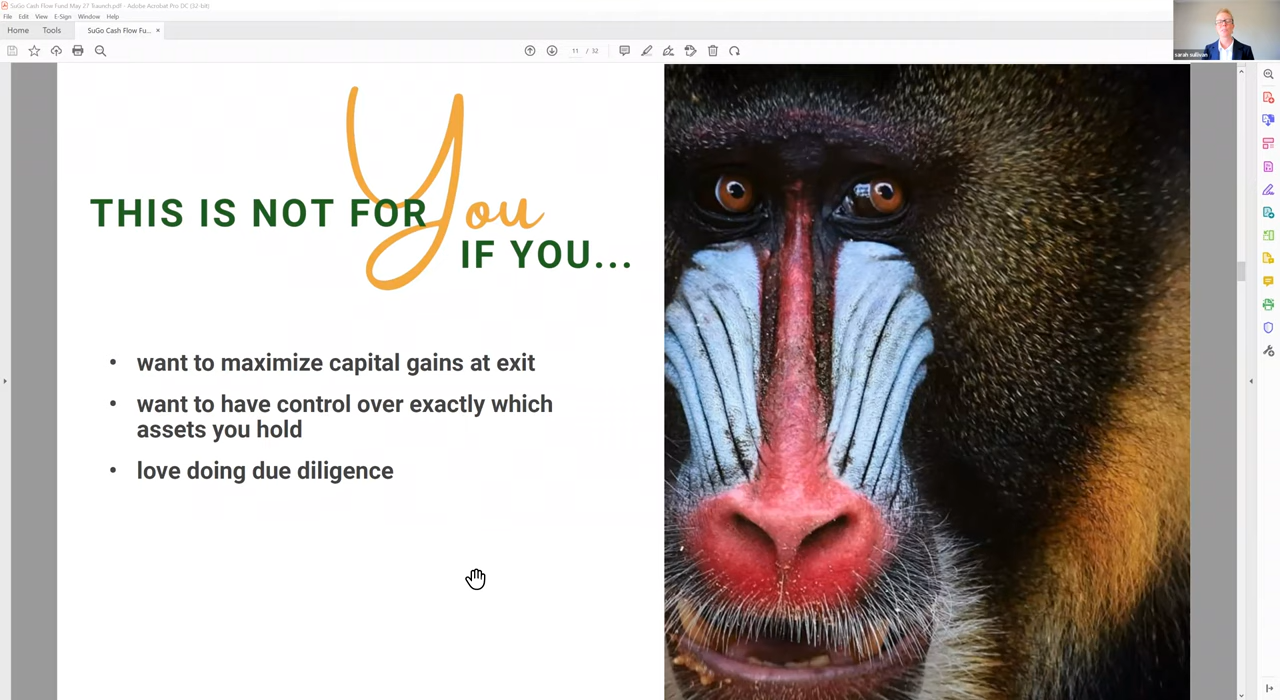 SuGo Cash Flow Fund May 27 Tuaunch.pdf - Adobe Acrobat Pro DC (32-bit)
File Edit View E-Sign Window Help
Home Tools SuGo Cash Flow Fu... ×
11 / 32
sarah sullivan
THIS IS NOT FOR You
IF YOU...
• want to maximize capital gains at exit
• want to have control over exactly which
assets you hold
• love doing due diligence